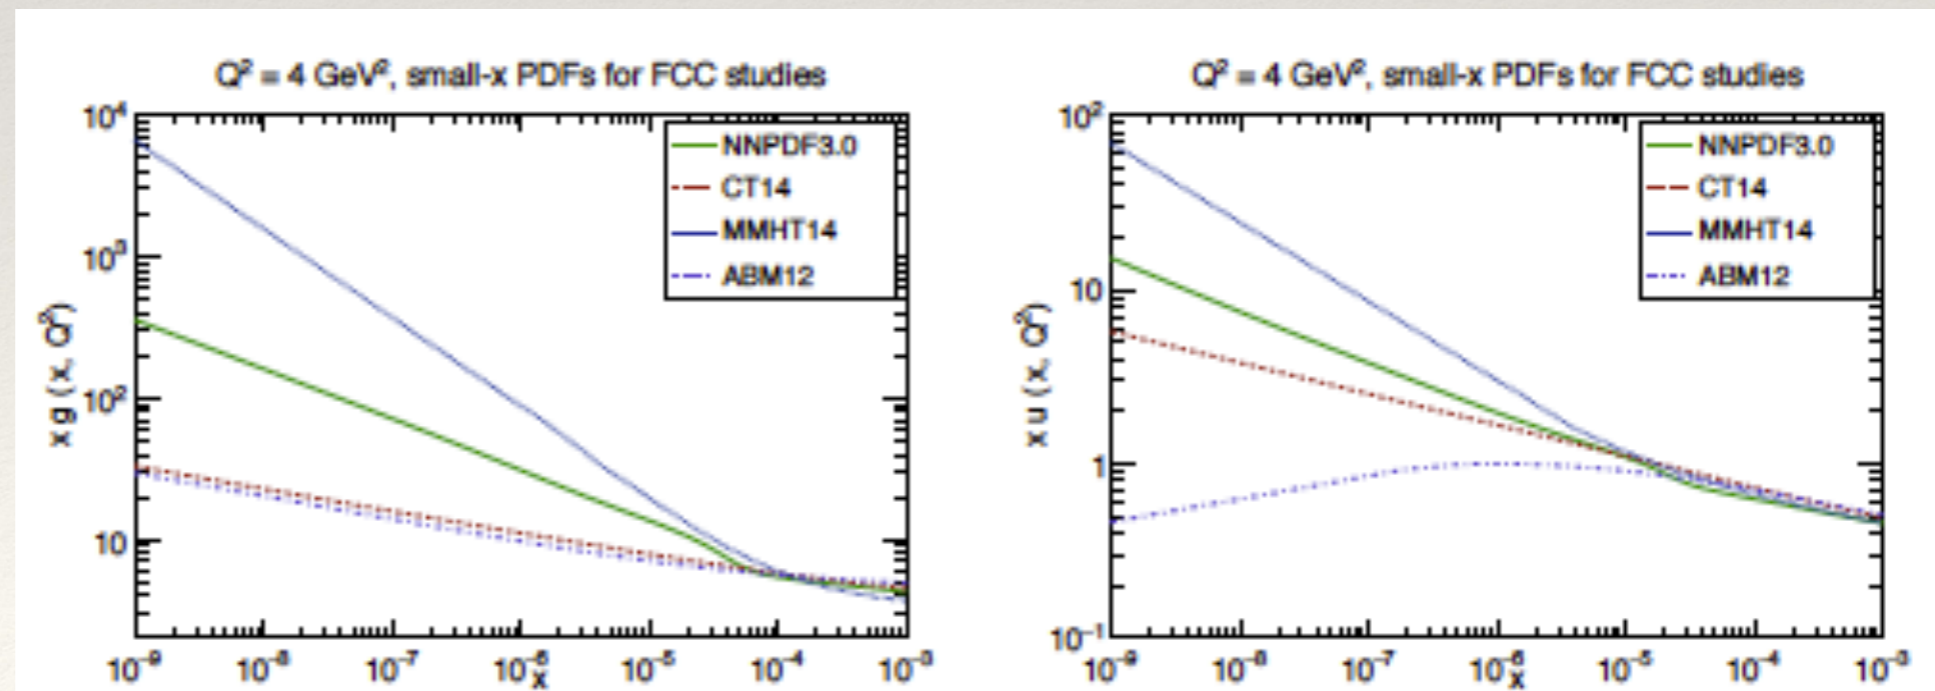 Q² = 4 GeV², small-x PDFs for FCC studies
x g ( x, Q²)
10⁴
10³
10²
10
NNPDF3.0
CT14
MMHT14
ABM12
10⁻⁹ 10⁻⁸ 10⁻⁷ 10⁻⁶ 10⁻⁵ 10⁻⁴ 10⁻³
x
Q² = 4 GeV², small-x PDFs for FCC studies
x u ( x, Q²)
10²
10
1
10⁻¹
NNPDF3.0
CT14
MMHT14
ABM12
10⁻⁹ 10⁻⁸ 10⁻⁷ 10⁻⁶ 10⁻⁵ 10⁻⁴ 10⁻³
x